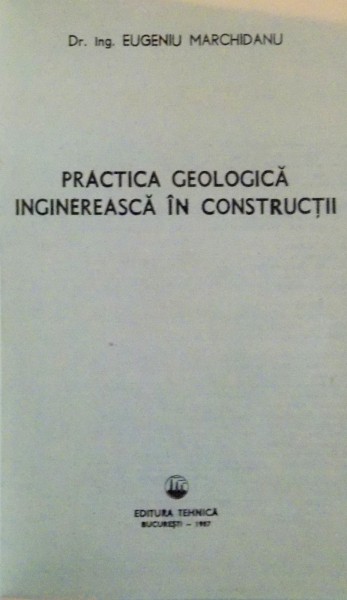 Dr. Ing. EUGENIU MARCHIDANU
PRACTICA GEOLOGICĂ
INGINEREASCĂ ÎN CONSTRUCȚII
EDITURA TEHNICĂ
BUCUREȘTI – 1987